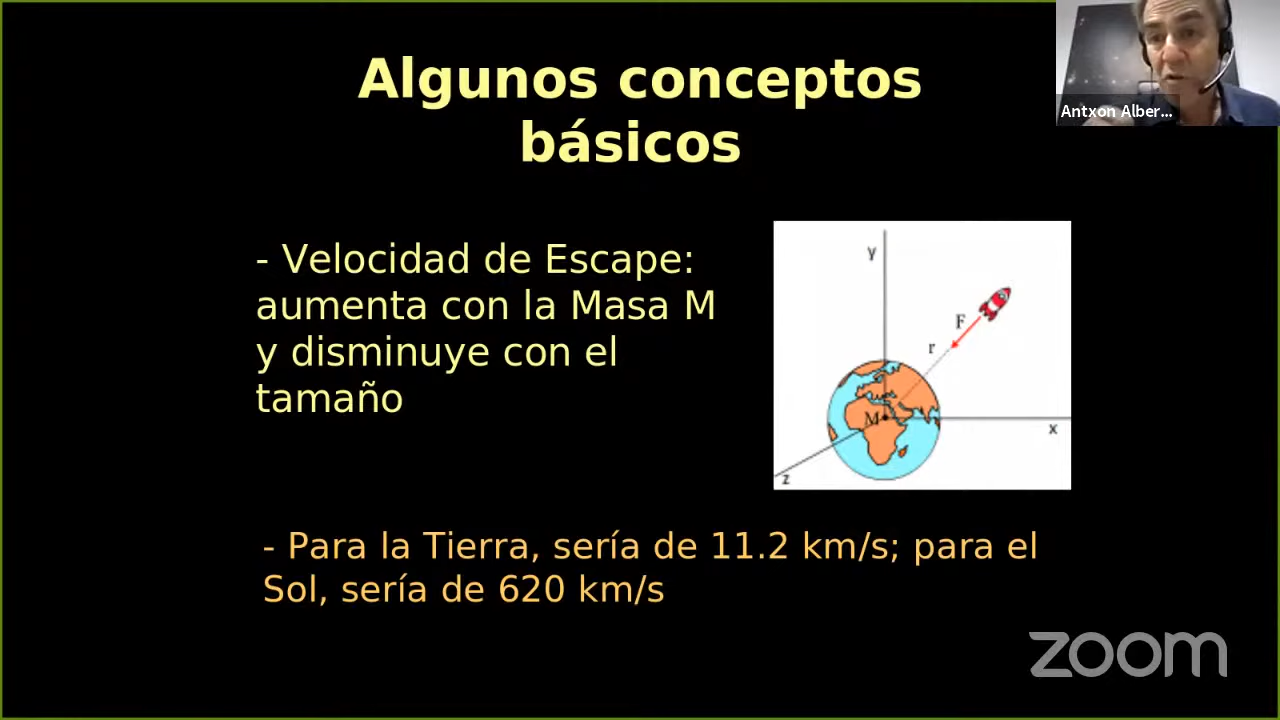 Algunos conceptos
básicos
Antxon Alber...
- Velocidad de Escape:
aumenta con la Masa M
y disminuye con el
tamaño
y
F
r
M
x
z
- Para la Tierra, sería de 11.2 km/s; para el
Sol, sería de 620 km/s
zoom